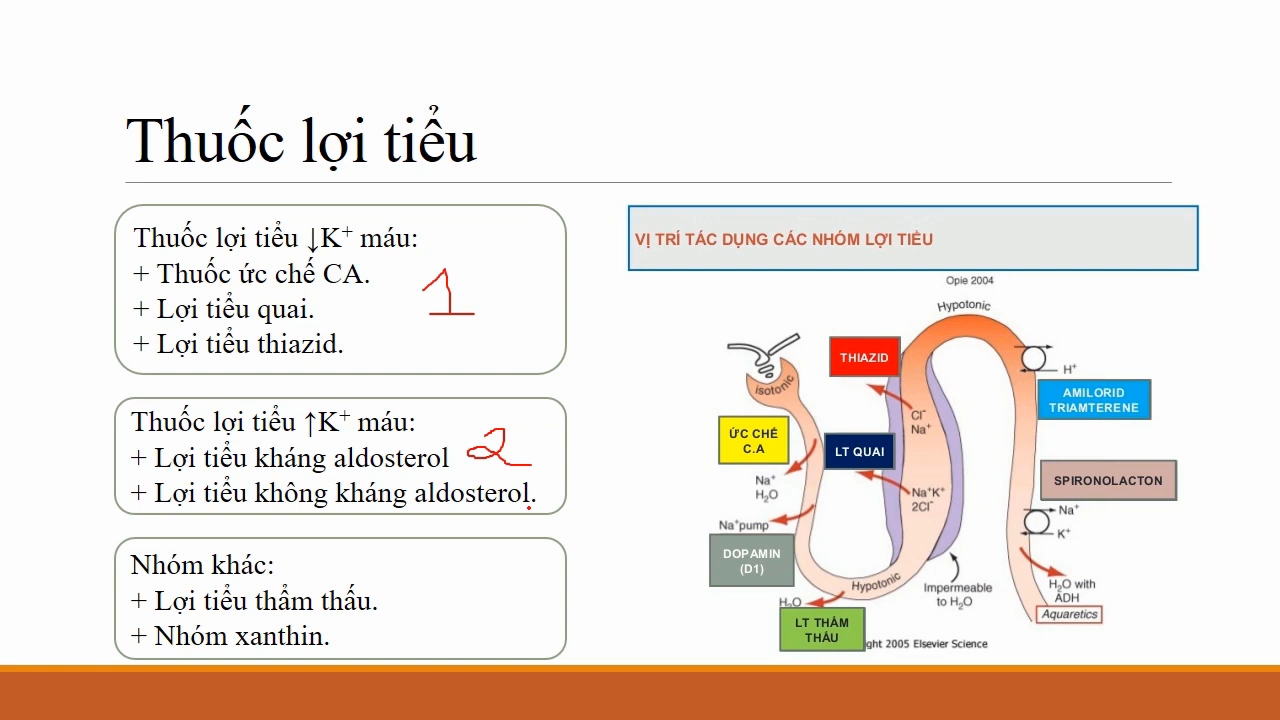 Thuốc lợi tiểu
Thuốc lợi tiểu ↓K⁺ máu:
+ Thuốc ức chế CA.
+ Lợi tiểu quai.
+ Lợi tiểu thiazid.
1
Thuốc lợi tiểu ↑K⁺ máu:
+ Lợi tiểu kháng aldosterol
+ Lợi tiểu không kháng aldosterol.
2
Nhóm khác:
+ Lợi tiểu thẩm thấu.
+ Nhóm xanthin.
VỊ TRÍ TÁC DỤNG CÁC NHÓM LỢI TIỂU
Opie 2004
Hypotonic
THIAZID
isotonic
H⁺
AMILORID
TRIAMTERENE
Cl⁻
Na⁺
ỨC CHẾ
C.A
LT QUAI
Na⁺
H₂O
Na⁺K⁺
2Cl⁻
SPIRONOLACTON
Na⁺pump
Na⁺
K⁺
DOPAMIN
(D1)
Hypotonic
Impermeable
to H₂O
H₂O with
ADH
Aquaretics
H₂O
LT THẨM
THẤU
ght 2005 Elsevier Science